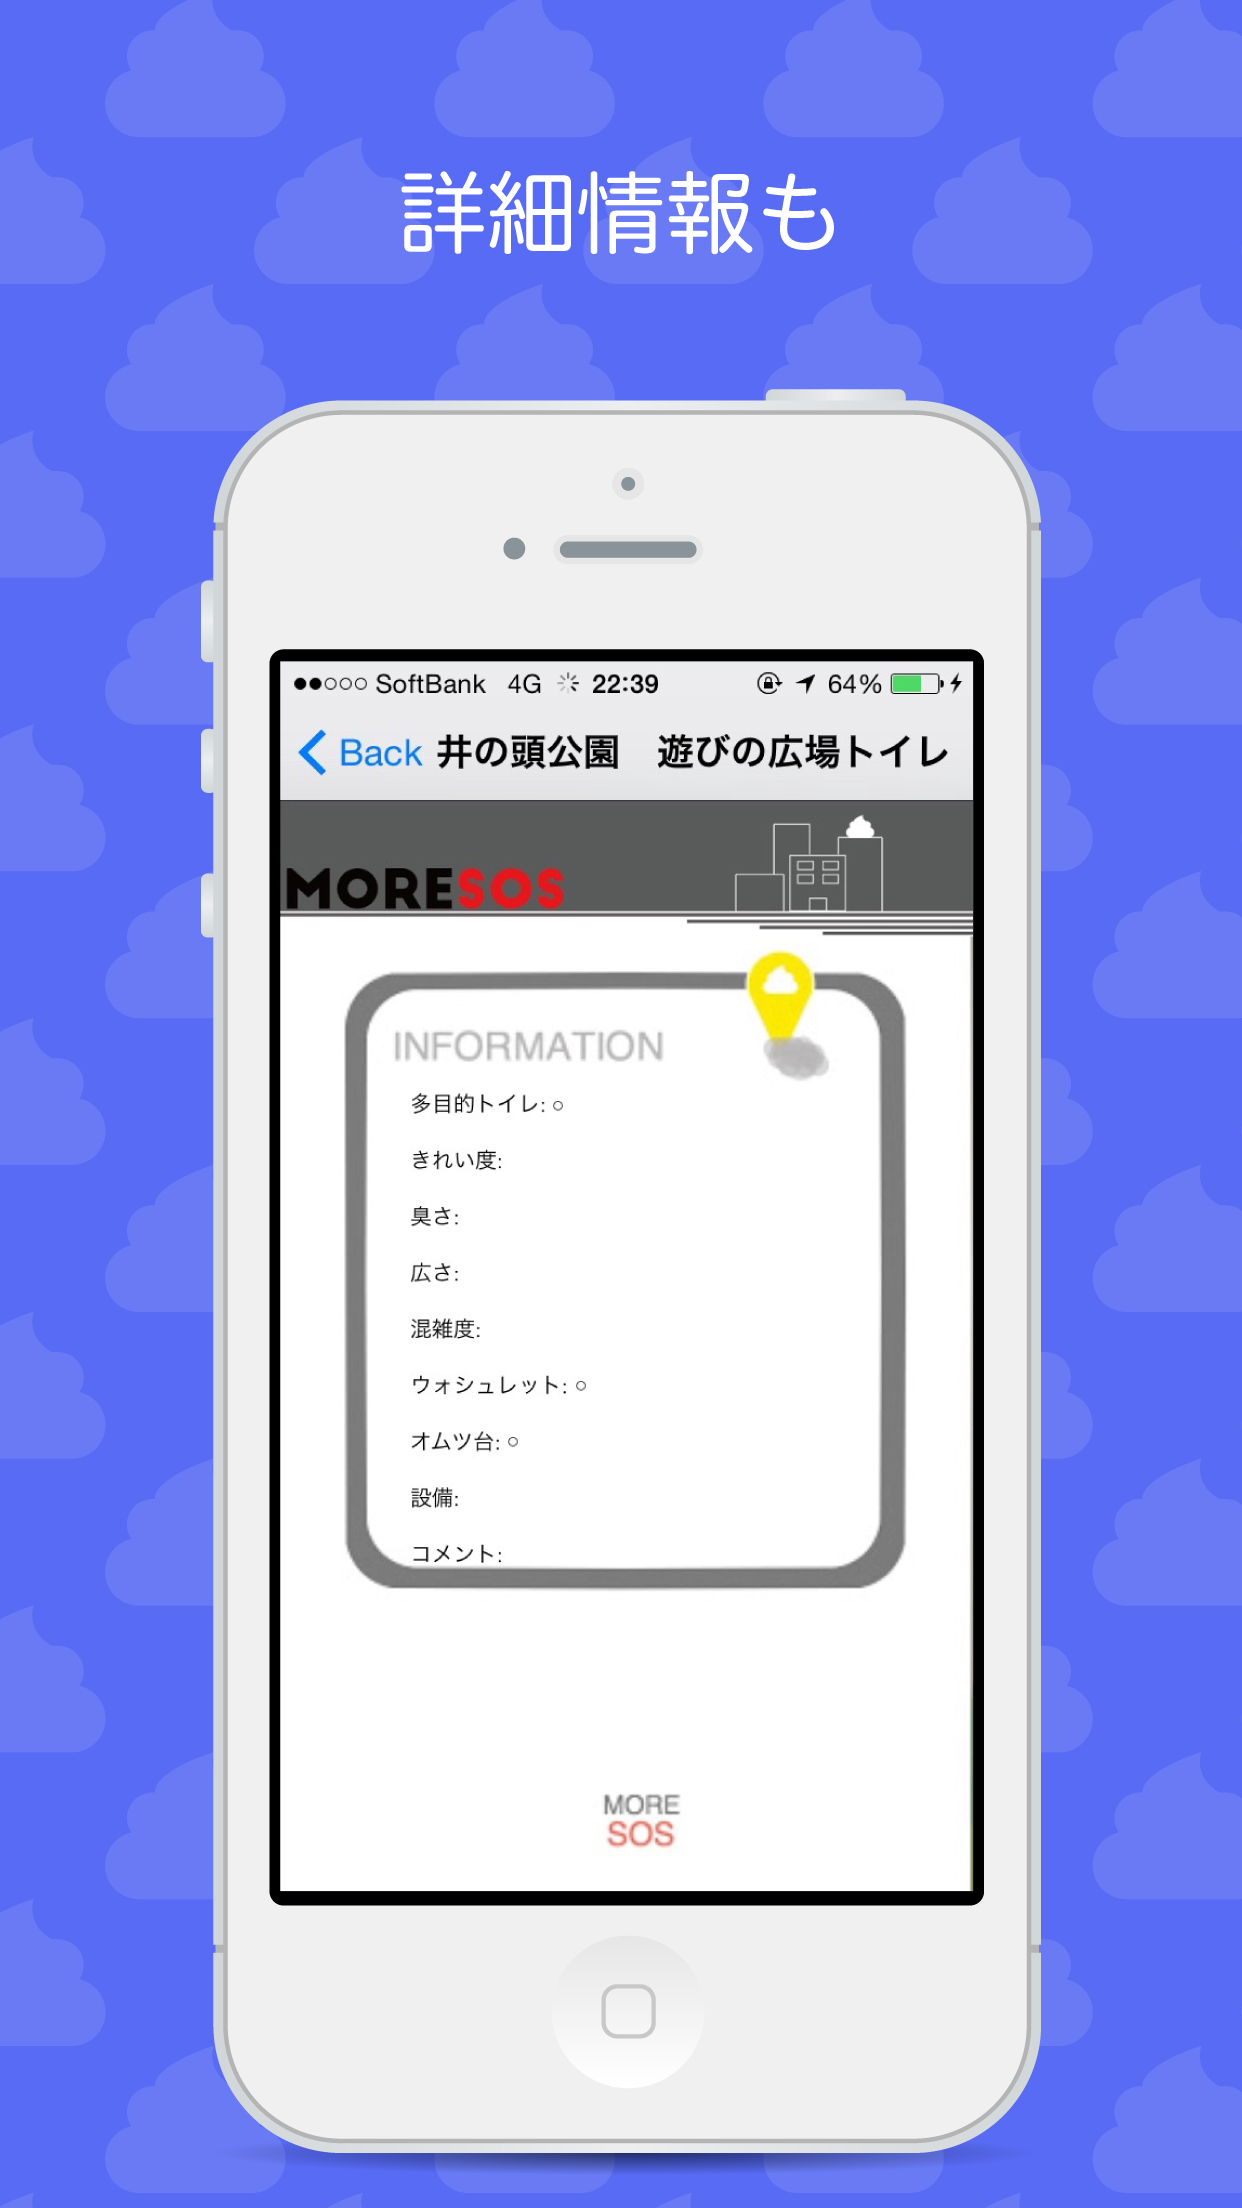 詳細情報も
●●○○○ SoftBank 4G 22:39 64%
Back 井の頭公園　遊びの広場トイレ
MORESOS
INFORMATION
多目的トイレ: ○
きれい度:
臭さ:
広さ:
混雑度:
ウォシュレット: ○
オムツ台: ○
設備:
コメント:
MORE
SOS